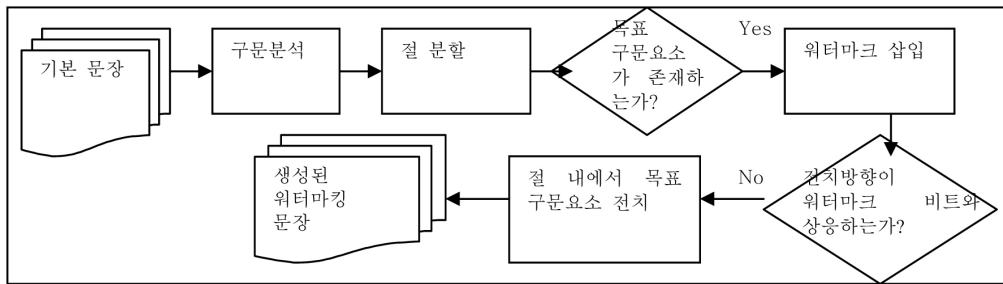 기본 문장
구문분석
절 분할
목표
구문요소
가 존재하
는가?
Yes
워터마크 삽입
전치방향이
워터마크 비트와
상응하는가?
No
절 내에서 목표
구문요소 전치
생성된
워터마킹
문장